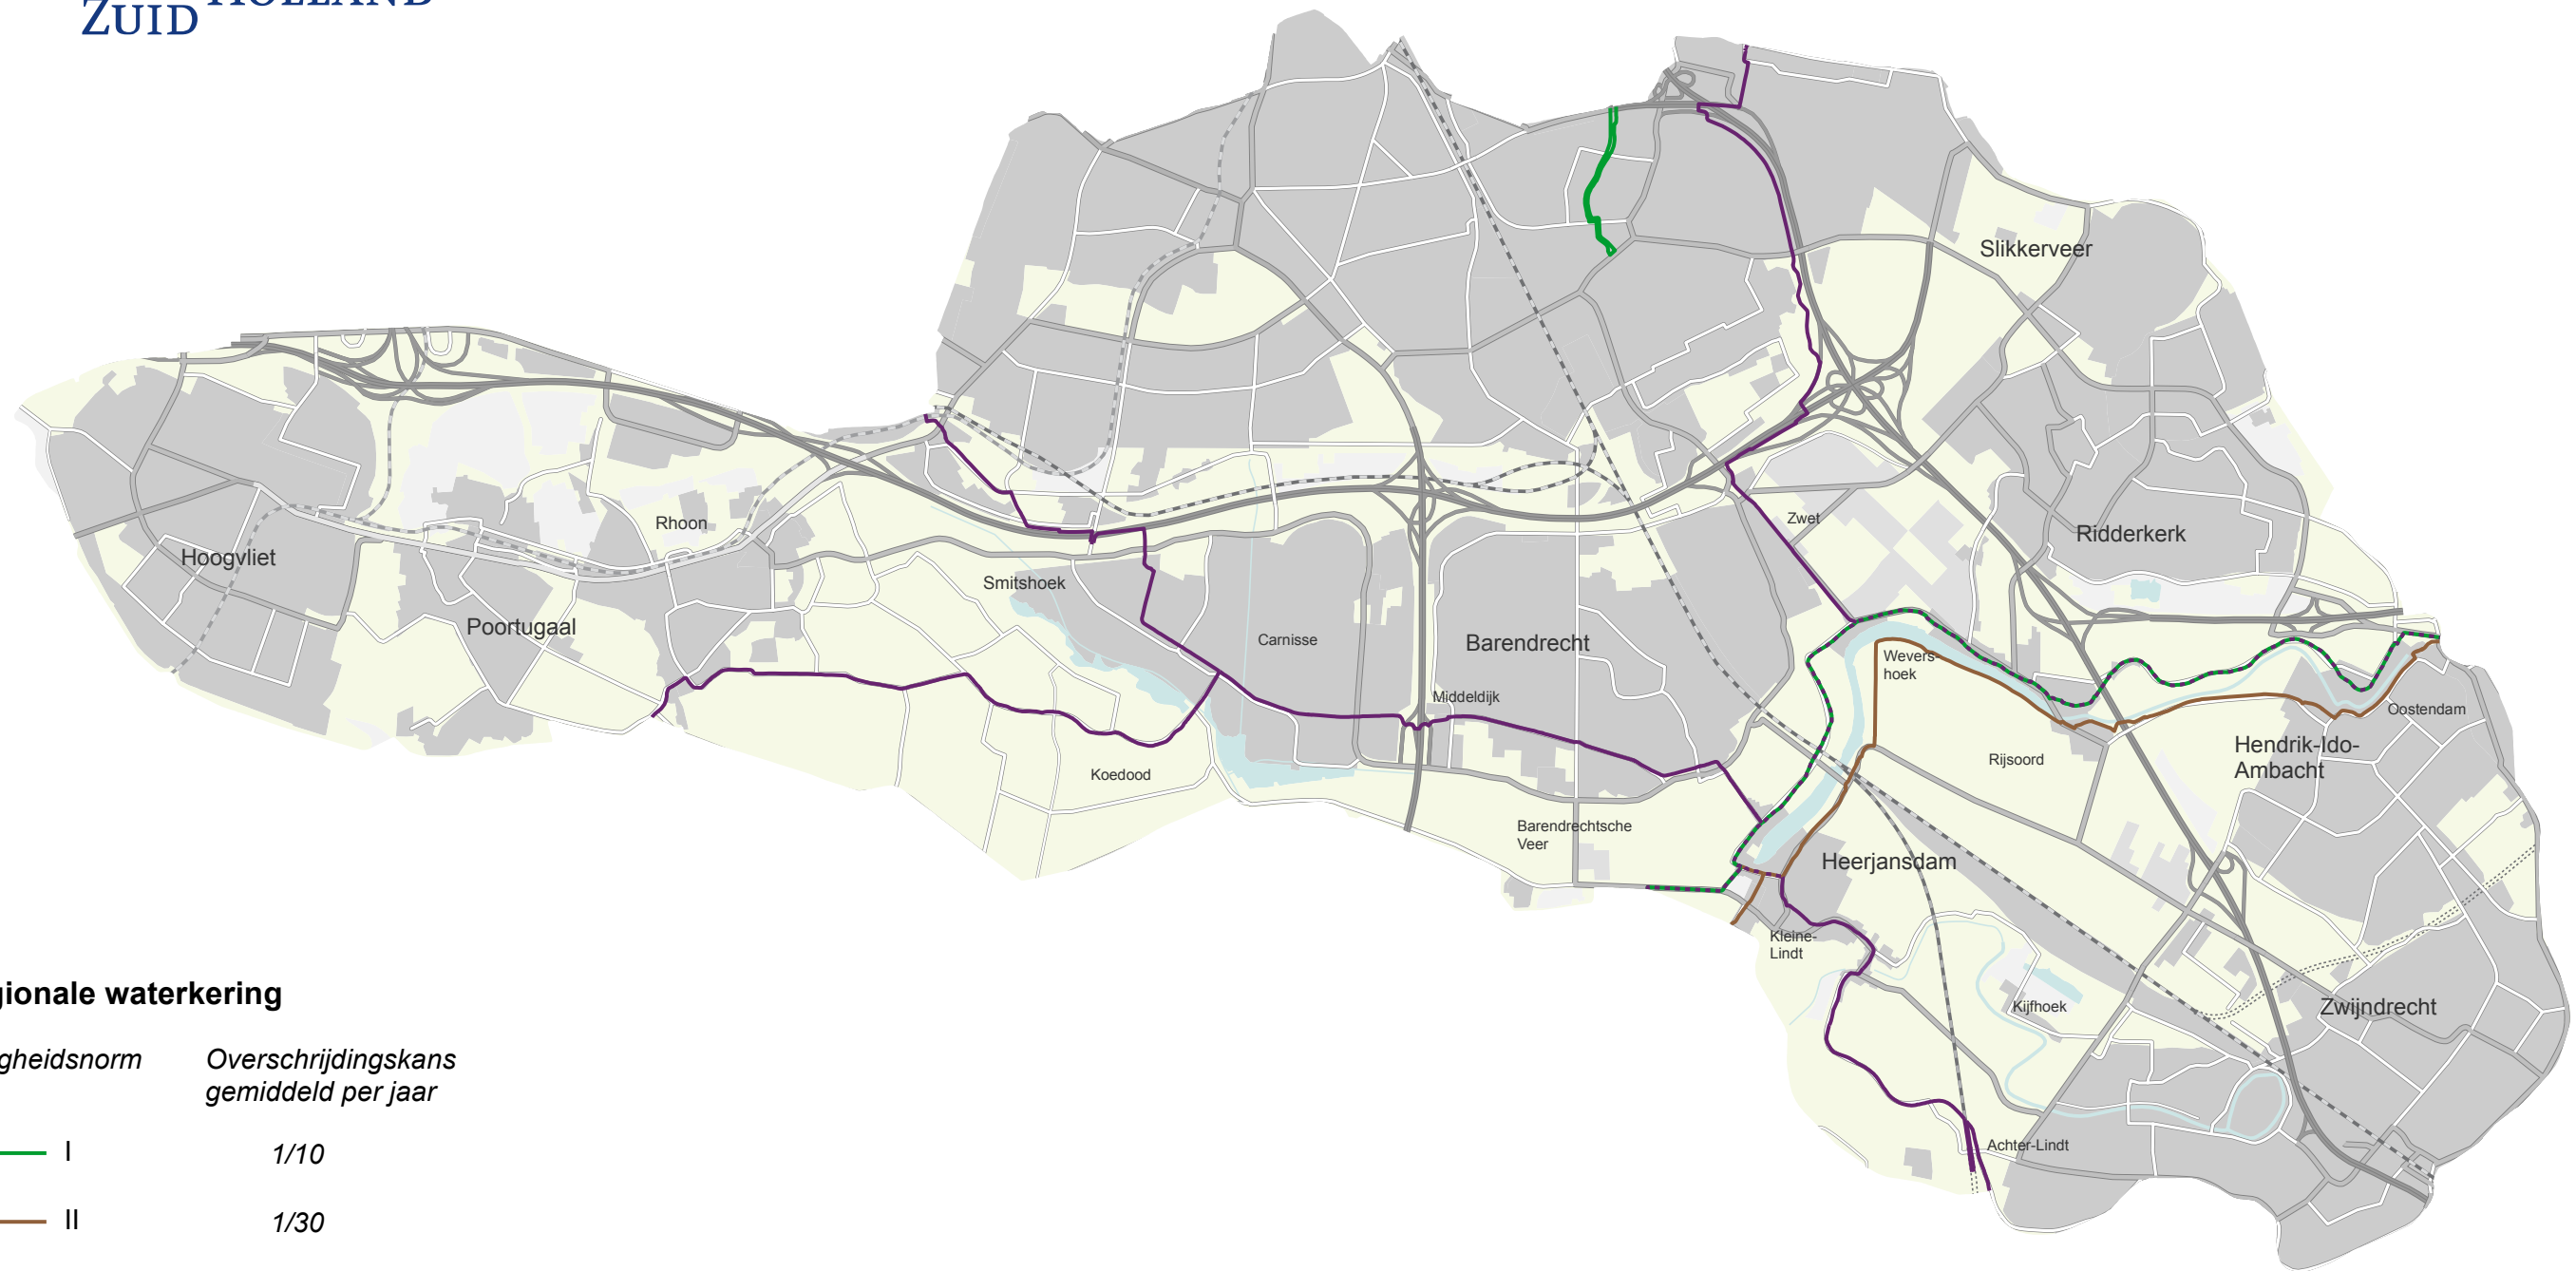 HOLLAND
ZUID
Slikkerveer
Zwet
Rhoon
Ridderkerk
Hoogvliet
Smitshoek
Poortugaal
Carnisse
Barendrecht
Wevers-
hoek
Middeldijk
Oostendam
Hendrik-Ido-
Ambacht
Rijsoord
Koedood
Barendrechtsche
Veer
Heerjansdam
Kleine-
Lindt
Kijfhoek
Zwijndrecht
Achter-Lindt
gionale waterkering
gheidsnorm
Overschrijdingskans
gemiddeld per jaar
I 1/10
II 1/30